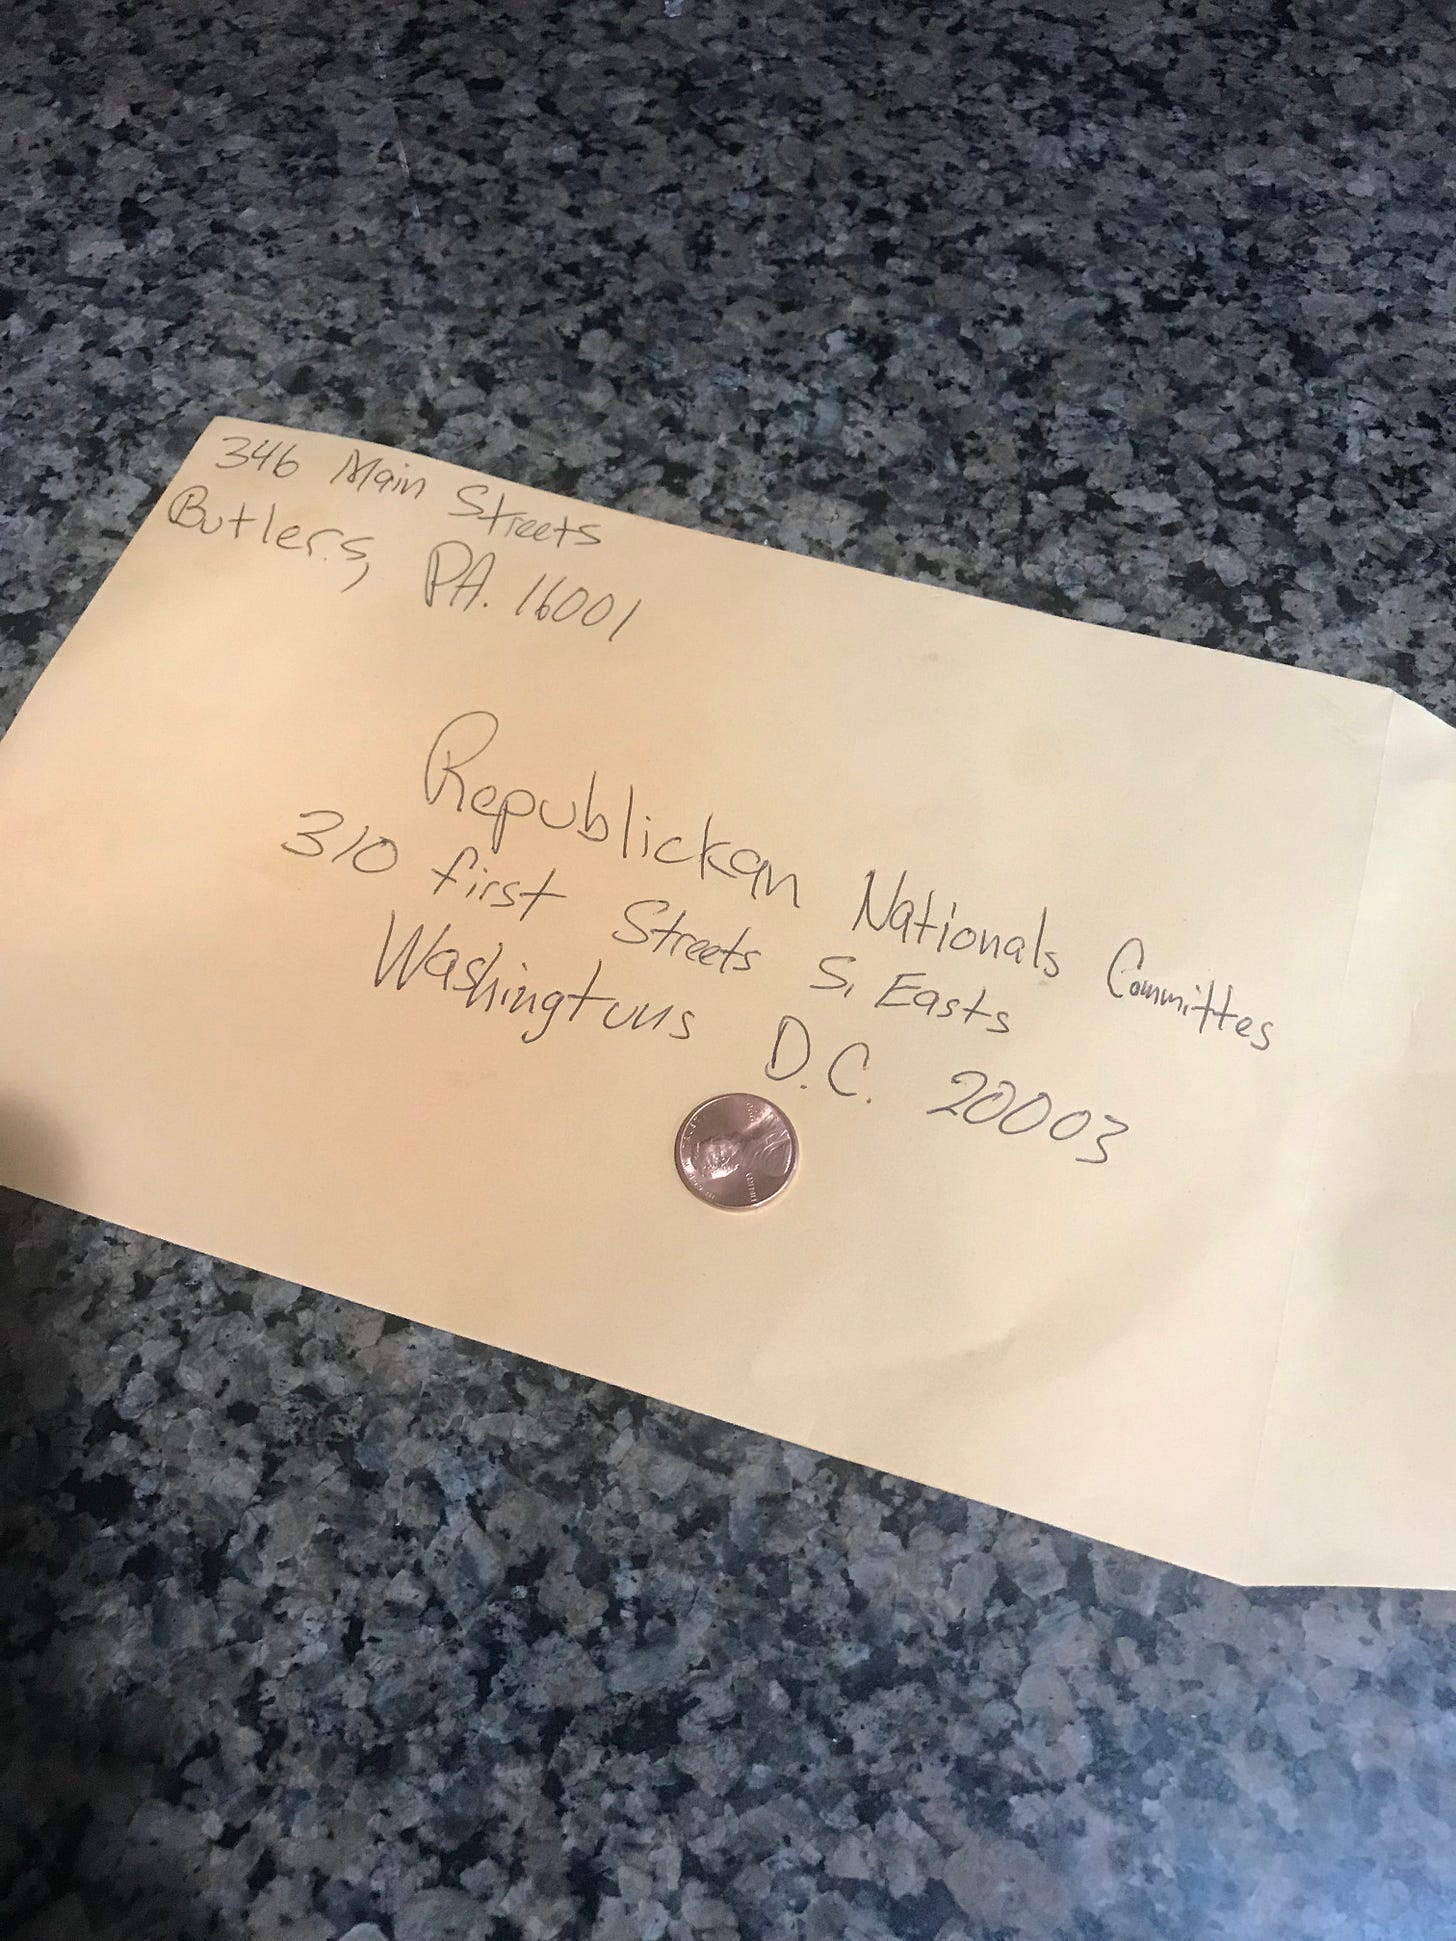 346 Main Streets
Butlers, PA. 16001
Republickan Nationals Committes
310 first Streets S. Easts
Washingtuns D.C. 20003